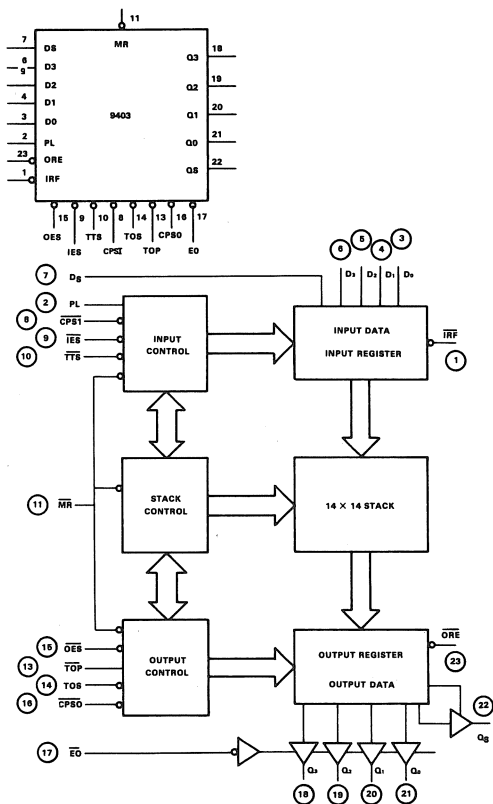 11
MR
7 DS
6 D3
9 D2
4 D1
3 D0
2 PL
23 ORE
1 IRF
9403
Q3 18
Q2 19
Q1 20
Q0 21
QS 22
15 9 10 8 14 13 16 17
OES IES TTS CPSI TOS TOP CPSO EO
6 5 4 3
7 DS
D3 D2 D1 D0
2 PL
8 CPS1
9 IES
10 TTS
INPUT
CONTROL
INPUT DATA
INPUT REGISTER
IRF
1
11 MR
STACK
CONTROL
14 × 14 STACK
15 OES
13 TOP
14 TOS
16 CPSO
OUTPUT
CONTROL
OUTPUT REGISTER
OUTPUT DATA
ORE
23
22
QS
17 EO
Q3 Q2 Q1 Q0
18 19 20 21